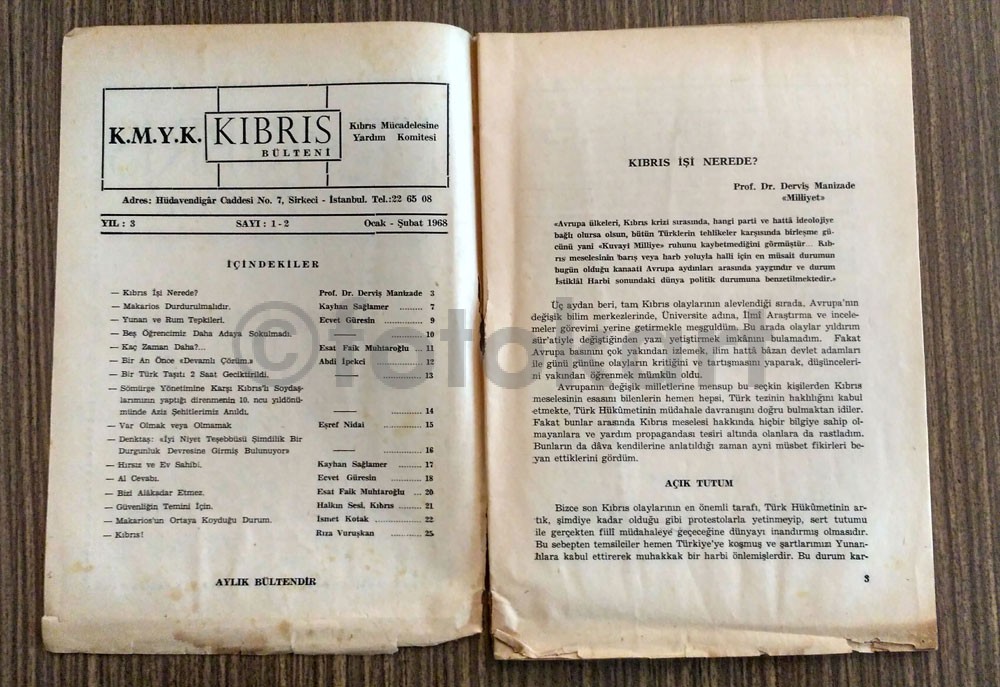 K.M.Y.K. KIBRIS BÜLTENİ Kıbrıs Mücadelesine Yardım Komitesi
Adres: Hüdavendigâr Caddesi No. 7, Sirkeci - İstanbul. Tel.:22 65 08
YIL : 3 SAYI : 1 - 2 Ocak - Şubat 1968
İÇİNDEKİLER
— Kıbrıs İşi Nerede? Prof. Dr. Derviş Manizade 3
— Makarios Durdurulmalıdır. Kayhan Sağlamer ........ 7
— Yunan ve Rum Tepkileri. Ecvet Güresin ........ 9
— Beş Öğrencimiz Daha Adaya Sokulmadı. ——— ........... 10
— Kaç Zaman Daha?... Esat Faik Muhtaroğlu ... 11
— Bir An Önce «Devamlı Çözüm.» Abdi İpekci ........... 12
— Bir Türk Taşıtı 2 Saat Geciktirildi. ——— ........... 13
— Sömürge Yönetimine Karşı Kıbrıs'lı Soydaş-
larımızın yaptığı direnmenin 10. ncu yıldönü-
münde Aziz Şehitlerimiz Anıldı. ——— ........... 14
— Var Olmak veya Olmamak Eşref Nidai ........... 15
— Denktaş: «İyi Niyet Teşebbüsü Şimdilik Bir
Durgunluk Devresine Girmiş Bulunuyor» ——— ........... 16
— Hırsız ve Ev Sahibi. Kayhan Sağlamer ........ 17
— Al Cevabı. Ecvet Güresin ........ 18
— Bizi Alâkadar Etmez. Esat Faik Muhtaroğlu ... 20
— Güvenliğin Temini İçin. Halkın Sesi, Kıbrıs ........ 21
— Makarios'un Ortaya Koyduğu Durum. İsmet Kotak ........... 22
— Kıbrıs! Rıza Vuruşkan ........... 25
AYLIK BÜLTENDİR
KIBRIS İŞİ NEREDE?
Prof. Dr. Derviş Manizade
«Milliyet»
«Avrupa ülkeleri, Kıbrıs krizi sırasında, hangi parti ve hattâ ideolojiye
bağlı olursa olsun, bütün Türklerin tehlikeler karşısında birleşme gü-
cünü yani «Kuvayi Milliye» ruhunu kaybetmediğini görmüştür... Kıb-
rıs meselesinin barış veya harb yoluyla halli için en müsait durumun
bugün olduğu kanaati Avrupa aydınları arasında yaygındır ve durum
İstiklâl Harbi sonundaki dünya politik durumuna benzetilmektedir.»
Üç aydan beri, tam Kıbrıs olaylarının alevlendiği sırada, Avrupa'nın
değişik bilim merkezlerinde, Üniversite adına, İlmî Araştırma ve incele-
meler görevimi yerine getirmekle meşguldüm. Bu arada olaylar yıldırım
sür'atiyle değiştiğinden yazı yetiştirmek imkânını bulamadım. Fakat
Avrupa basınını çok yakından izlemek, ilim hattâ bâzan devlet adamları
ile günü gününe olayların kritiğini ve tartışmasını yaparak, düşünceleri-
ni yakından öğrenmek mümkün oldu.
Avrupanın değişik milletlerine mensup bu seçkin kişilerden Kıbrıs
meselesinin esasını bilenlerin hemen hepsi, Türk tezinin haklılığını kabul
etmekte, Türk Hükûmetinin müdahale davranışını doğru bulmaktan idiler.
Fakat bunlar arasında Kıbrıs meselesi hakkında hiçbir bilgiye sahip ol-
mayanlara ve yardım propagandası tesiri altında olanlara da rastladım.
Bunların da dâva kendilerine anlatıldığı zaman ayni müsbet fikirleri be-
yan ettiklerini gördüm.
AÇIK TUTUM
Bizce son Kıbrıs olaylarının en önemli tarafı, Türk Hükûmetinin ar-
tık, şimdiye kadar olduğu gibi protestolarla yetinmeyip, sert tutumu
ile gerçekten fiilî müdahaleye geçeceğine dünyayı inandırmış olmasıdır.
Bu sebepten temsilciler hemen Türkiye'ye koşmuş ve şartlarımızı Yunan-
lılara kabul ettirerek muhakkak bir harbi önlemişlerdir. Bu durum kar-
3